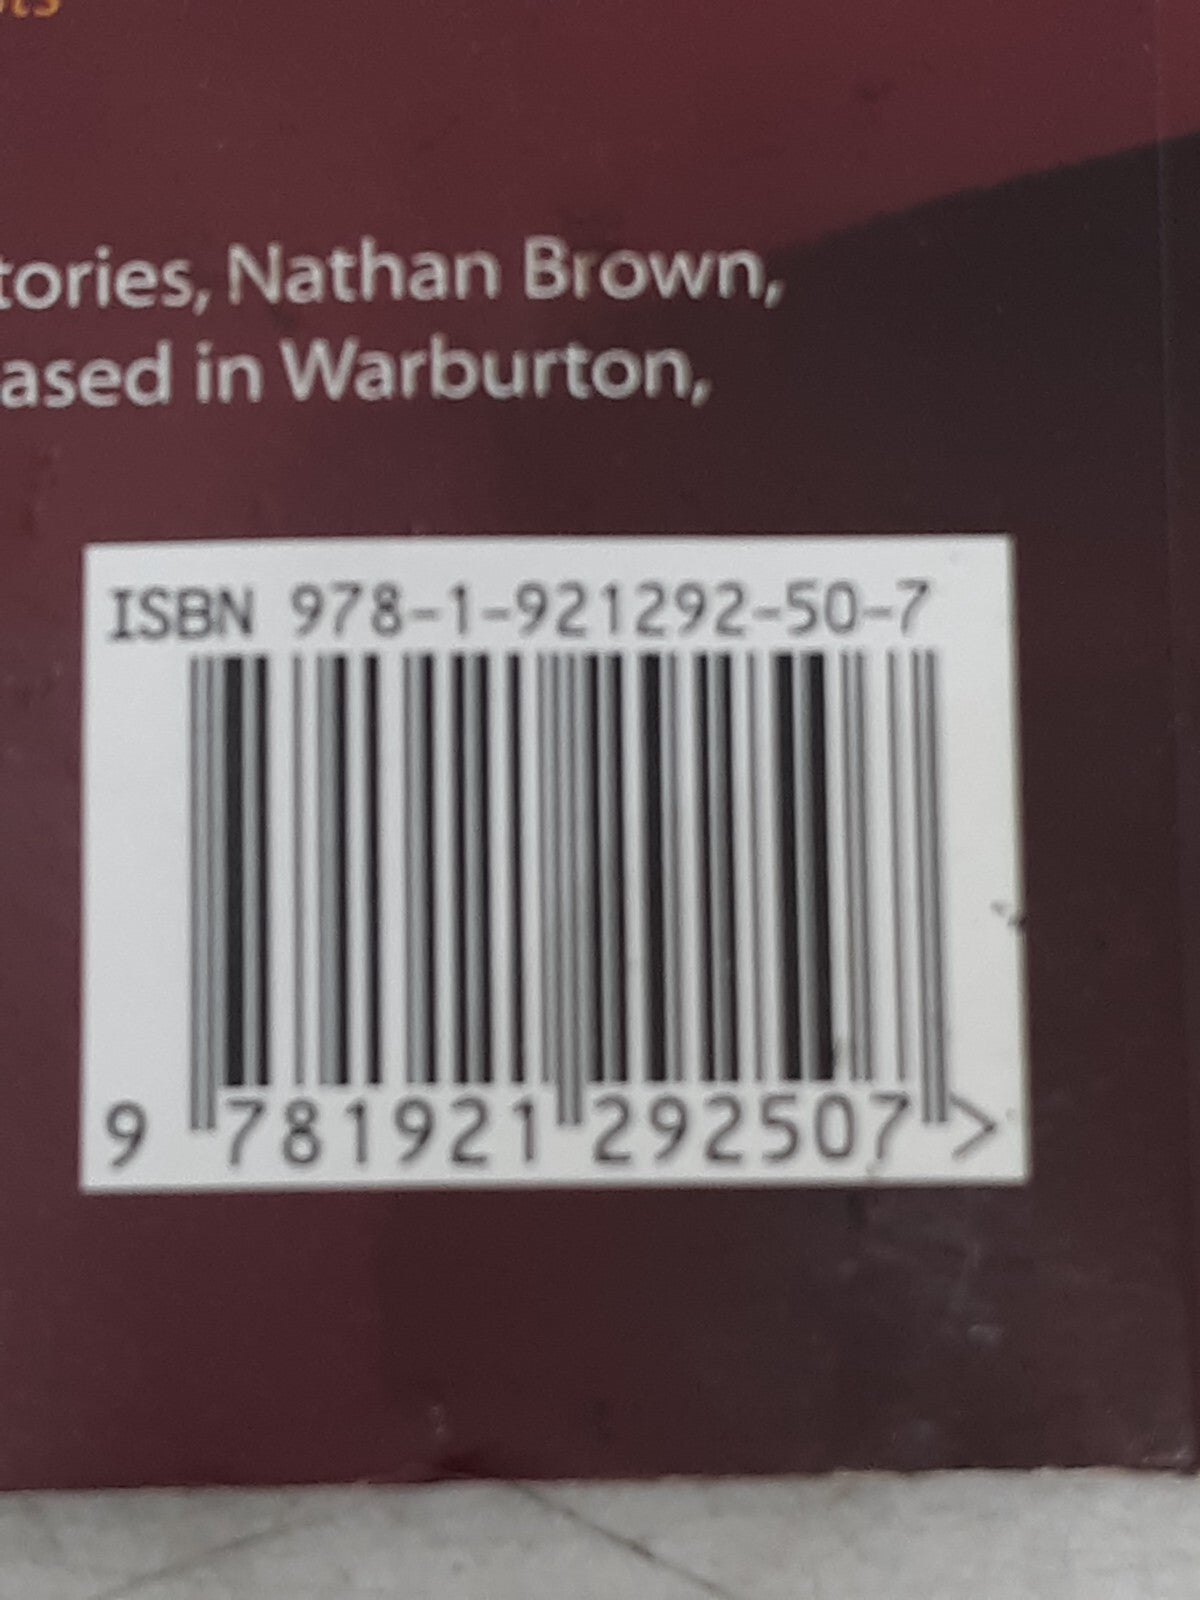 tories, Nathan Brown,
ased in Warburton,
ISBN 978-1-921292-50-7
9 781921 292507 >